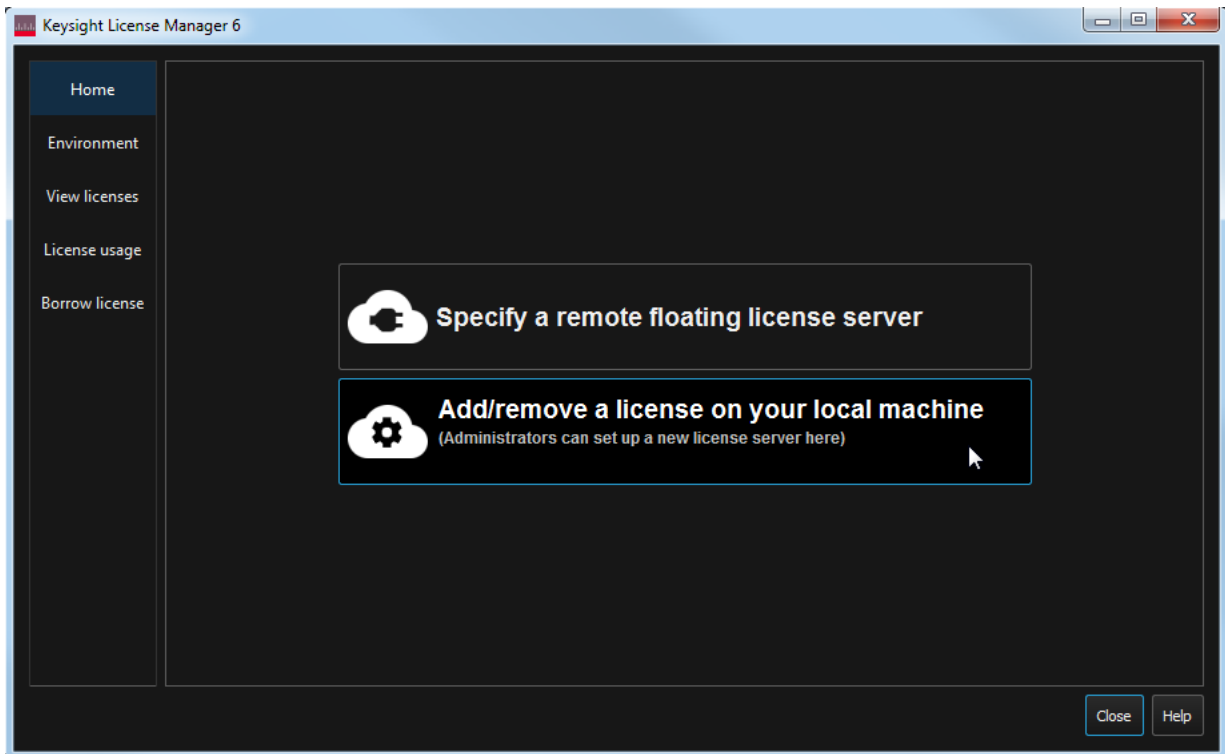 Keysight License Manager 6
Home
Environment
View licenses
License usage
Borrow license
Specify a remote floating license server
Add/remove a license on your local machine
(Administrators can set up a new license server here)
Close
Help